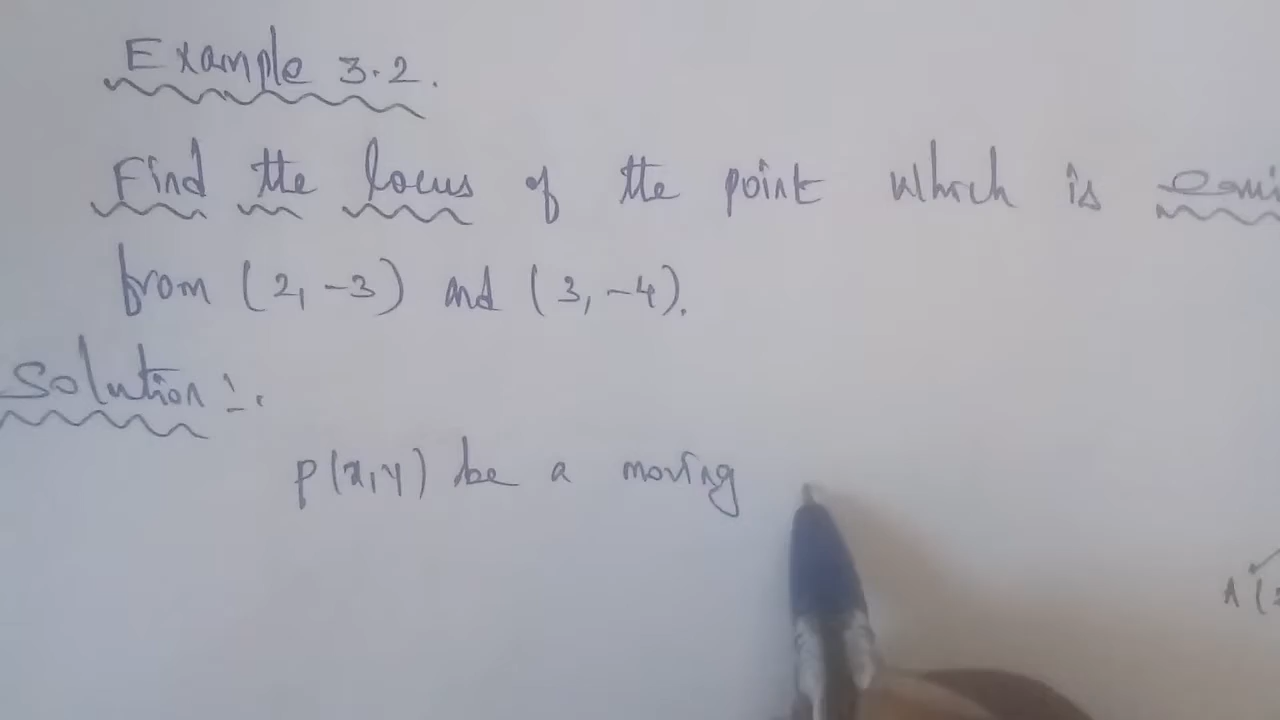 Example 3.2.
Find the locus of the point which is equi
from (2, -3) and (3, -4).
Solution:-
P(x,y) be a moving
A (